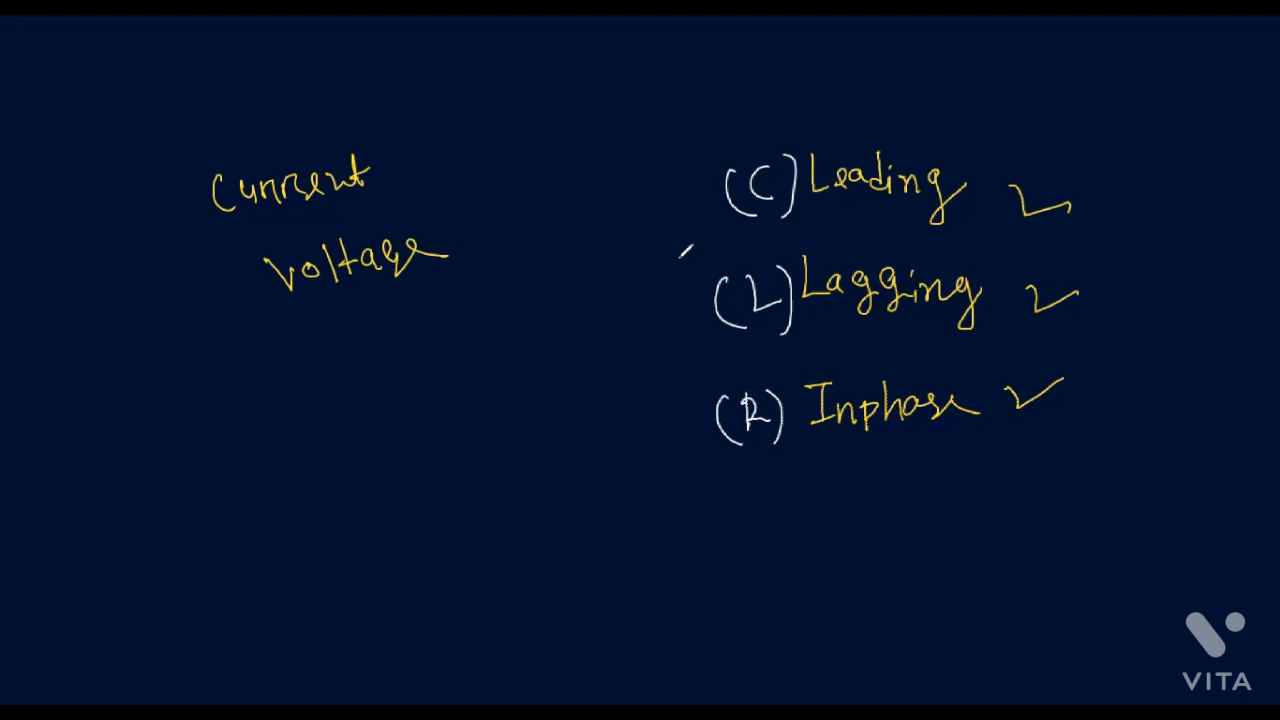 Current
Voltage
(C) Leading
(L) Lagging
(R) Inphase
VITA